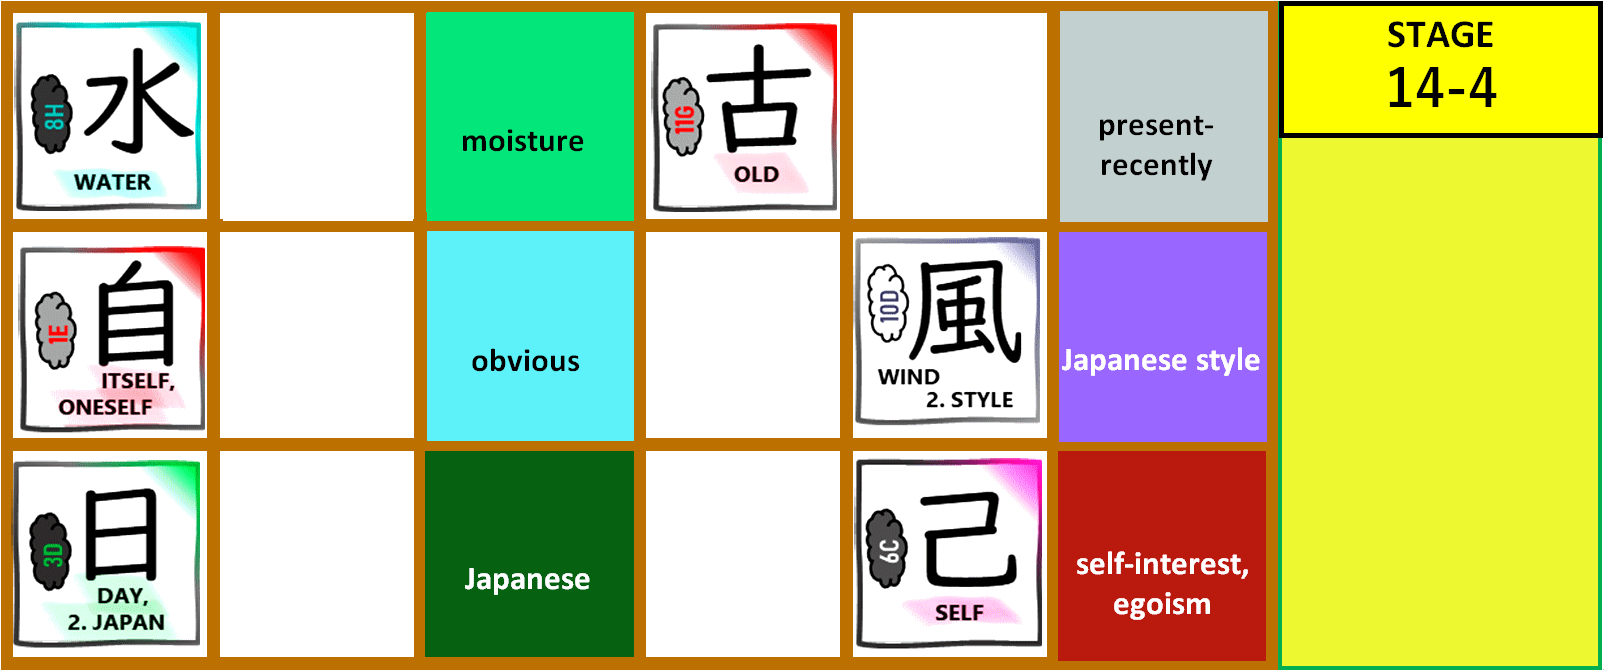 8H
水
WATER
moisture
11G
古
OLD
present-
recently
STAGE
14-4
1E
自
ITSELF,
ONESELF
obvious
10D
風
WIND
2. STYLE
Japanese style
3D
日
DAY,
2. JAPAN
Japanese
6C
己
SELF
self-interest,
egoism